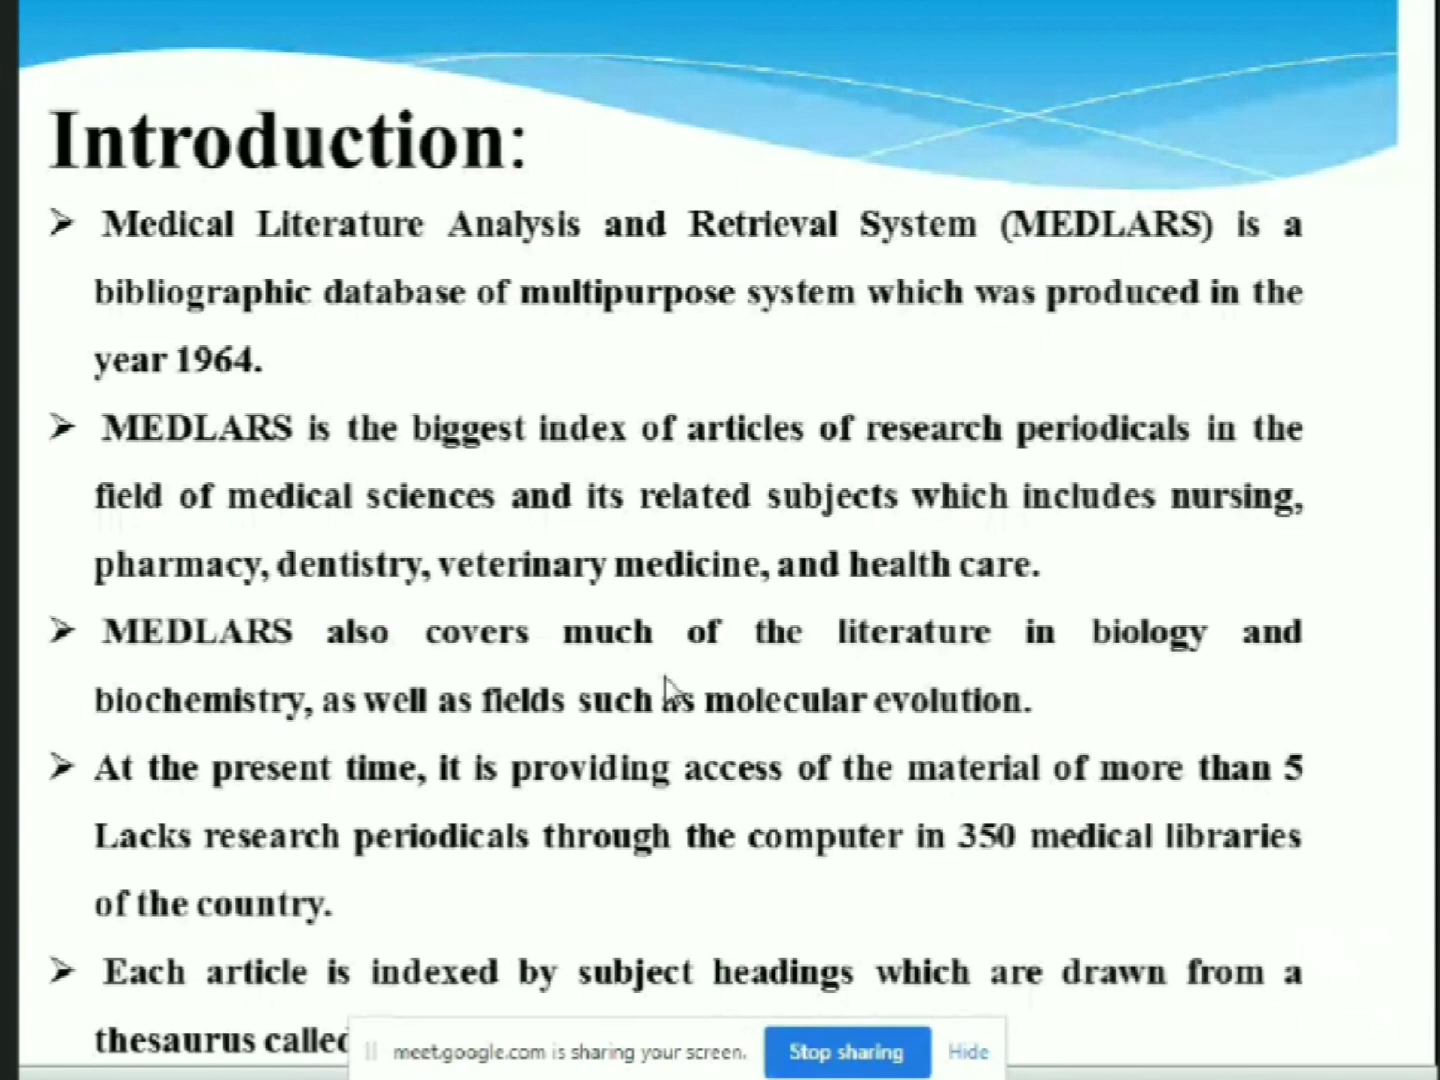 Introduction:
➢ Medical Literature Analysis and Retrieval System (MEDLARS) is a
bibliographic database of multipurpose system which was produced in the
year 1964.
➢ MEDLARS is the biggest index of articles of research periodicals in the
field of medical sciences and its related subjects which includes nursing,
pharmacy, dentistry, veterinary medicine, and health care.
➢ MEDLARS also covers much of the literature in biology and
biochemistry, as well as fields such as molecular evolution.
➢ At the present time, it is providing access of the material of more than 5
Lacks research periodicals through the computer in 350 medical libraries
of the country.
➢ Each article is indexed by subject headings which are drawn from a
thesaurus called
meet.google.com is sharing your screen. Stop sharing Hide